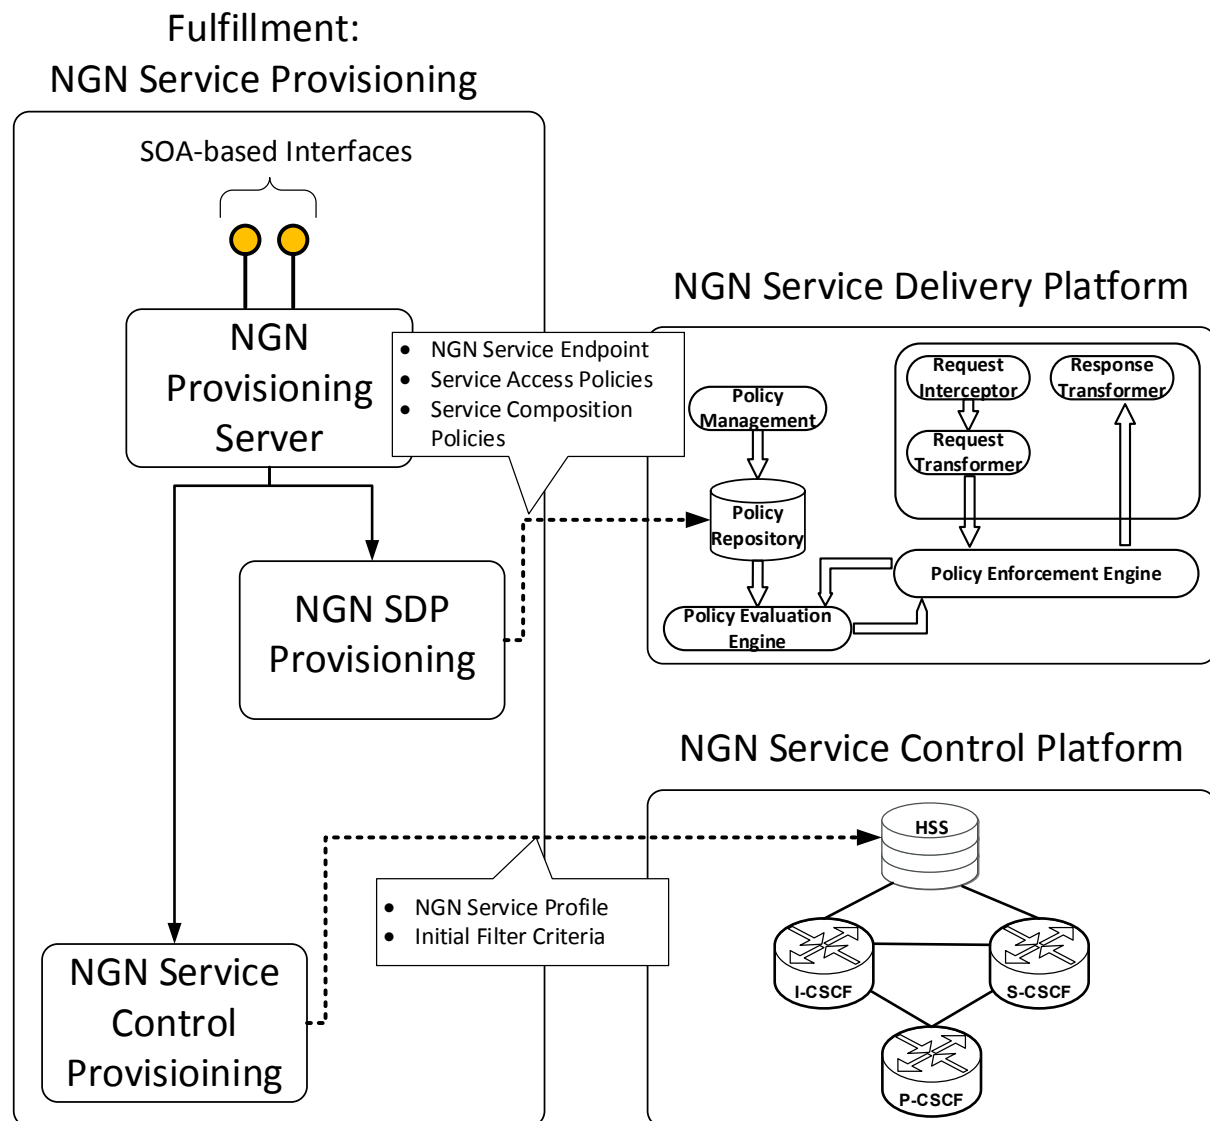 Fulfillment:
NGN Service Provisioning
SOA-based Interfaces
NGN
Provisioning
Server
• NGN Service Endpoint
• Service Access Policies
• Service Composition
Policies
NGN SDP
Provisioning
NGN Service
Control
Provisioining
NGN Service Delivery Platform
Policy
Management
Policy
Repository
Policy Evaluation
Engine
Request
Interceptor
Request
Transformer
Response
Transformer
Policy Enforcement Engine
• NGN Service Profile
• Initial Filter Criteria
NGN Service Control Platform
HSS
I-CSCF
S-CSCF
P-CSCF